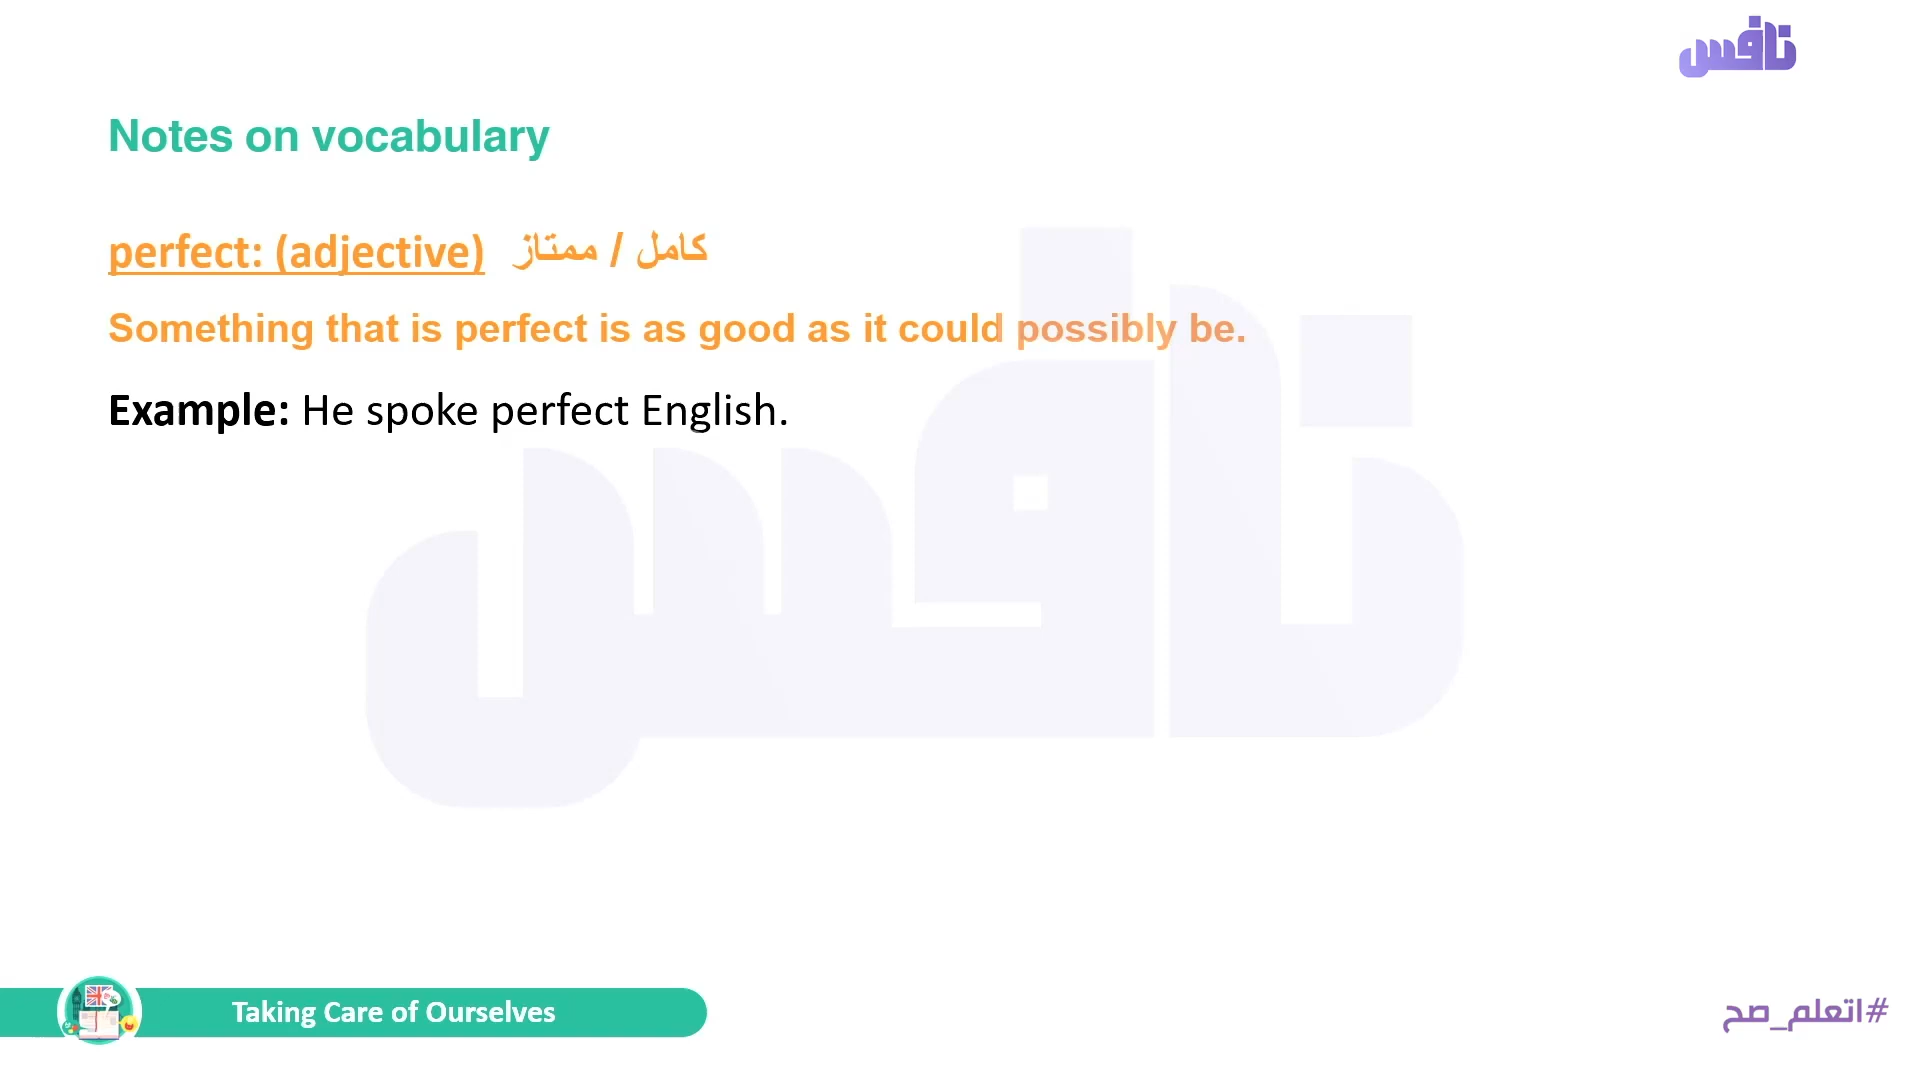 نافس
Notes on vocabulary
perfect: (adjective) كامل / ممتاز
Something that is perfect is as good as it could possibly be.
Example: He spoke perfect English.
نافس
Taking Care of Ourselves
#اتعلم_صح